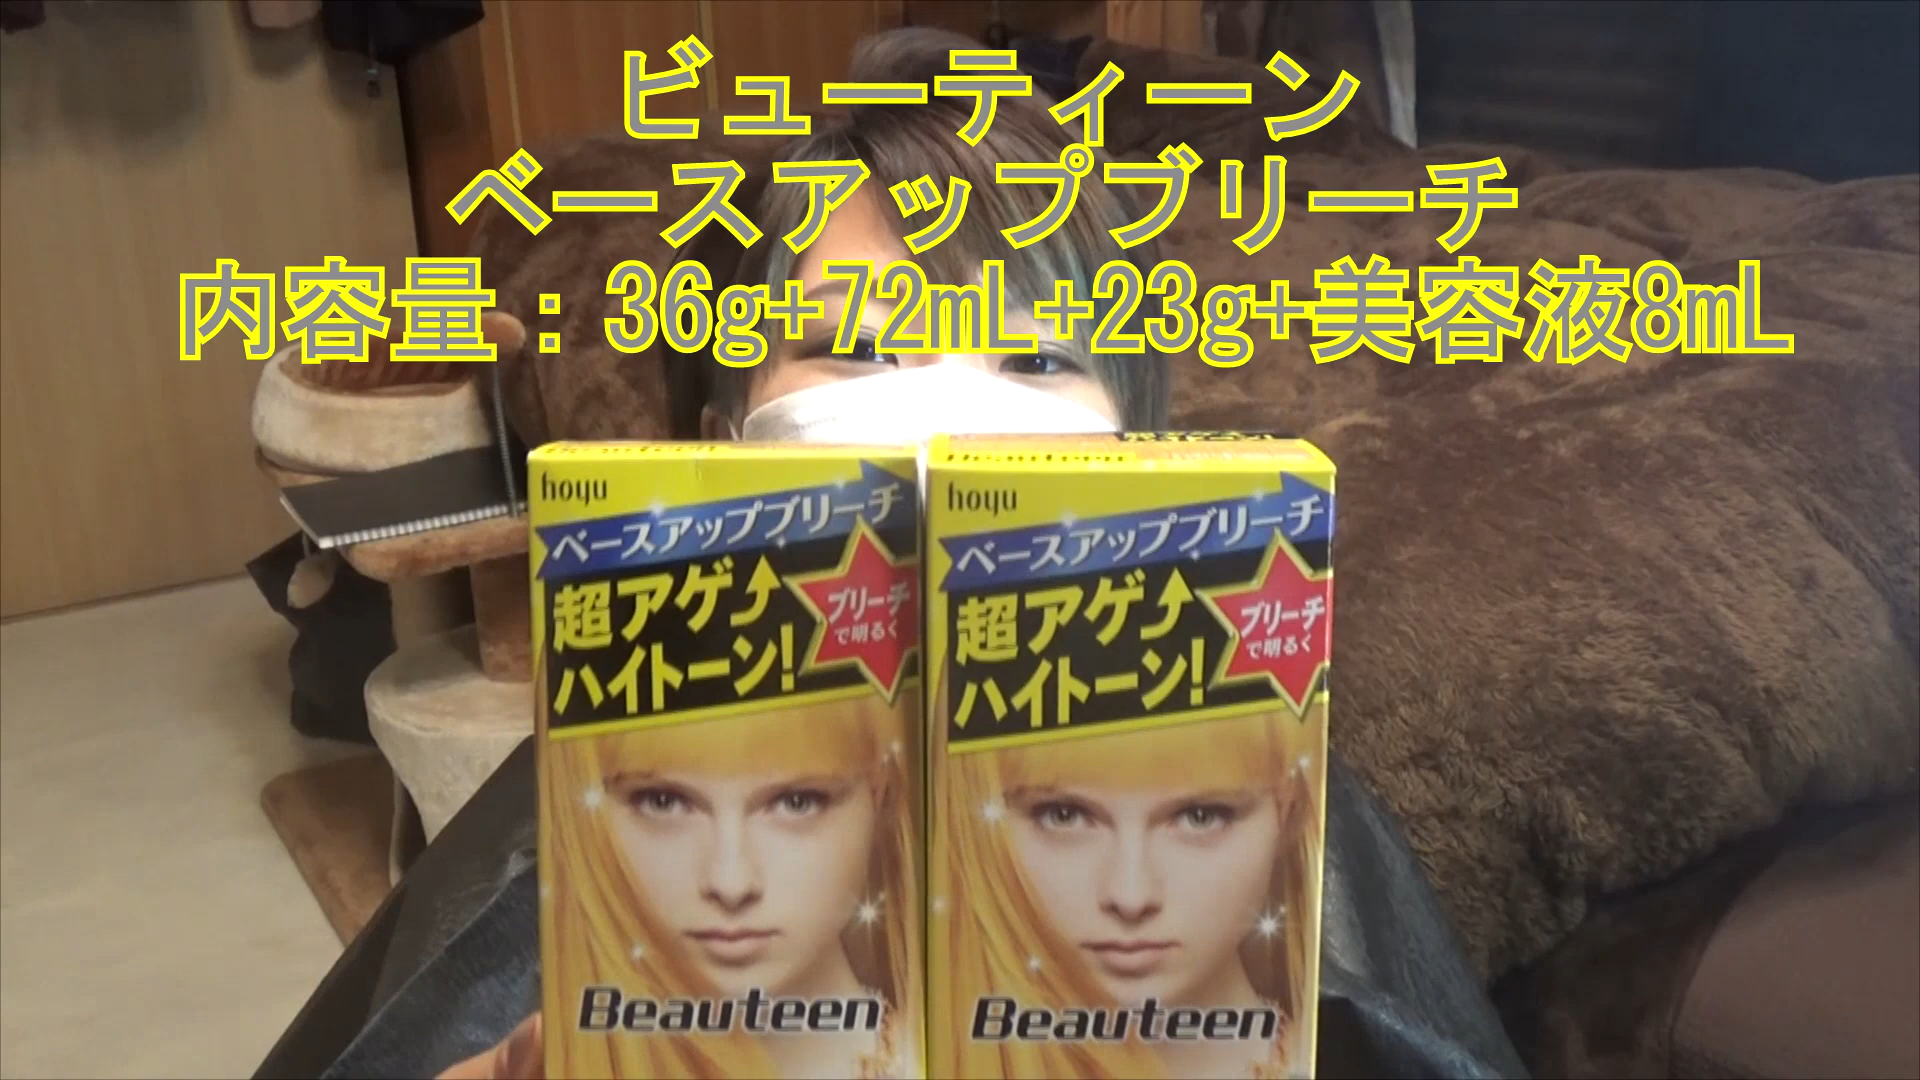 ビューティーン
ベースアップブリーチ
内容量：36g+72mL+23g+美容液8mL
Beauteen
hoyu
ベースアップブリーチ
超アゲ
ハイトーン!
ブリーチ
で明るく
Beauteen
Beauteen
hoyu
ベースアップブリーチ
超アゲ
ハイトーン!
ブリーチ
で明るく
Beauteen